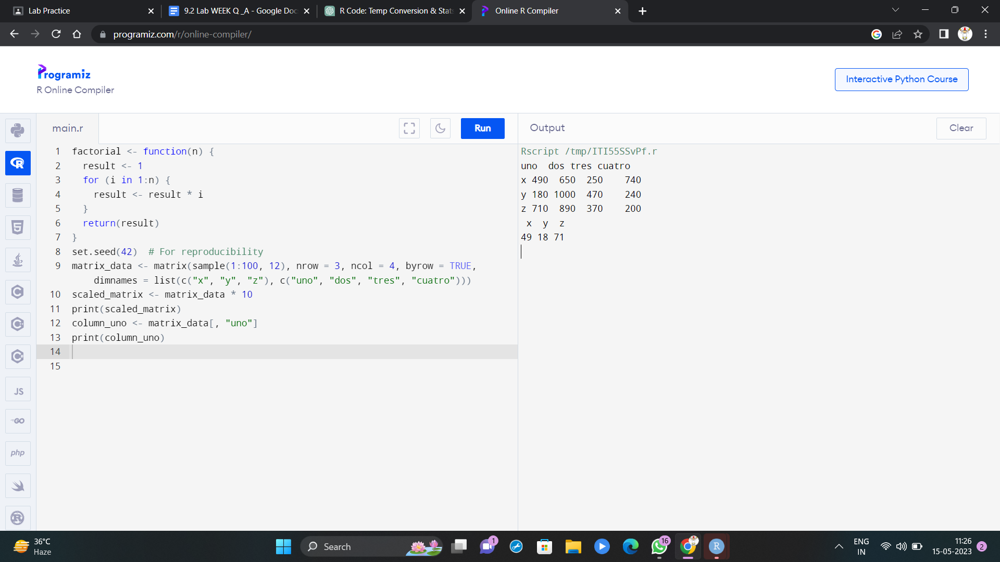 Lab Practice
9.2 Lab WEEK Q _A - Google Doc
R Code: Temp Conversion & Stats
Online R Compiler
programiz.com/r/online-compiler/
Programiz
R Online Compiler
Interactive Python Course
main.r
Run
Output
Clear
1 factorial <- function(n) {
2   result <- 1
3   for (i in 1:n) {
4     result <- result * i
5   }
6   return(result)
7 }
8 set.seed(42)  # For reproducibility
9 matrix_data <- matrix(sample(1:100, 12), nrow = 3, ncol = 4, byrow = TRUE,
    dimnames = list(c("x", "y", "z"), c("uno", "dos", "tres", "cuatro")))
10 scaled_matrix <- matrix_data * 10
11 print(scaled_matrix)
12 column_uno <- matrix_data[, "uno"]
13 print(column_uno)
14
15
Rscript /tmp/ITI55SSvPf.r
uno  dos tres cuatro
x 490  650  250    740
y 180 1000  470    240
z 710  890  370    200
 x  y  z
49 18 71
JS
GO
php
36°C
Haze
Search
1
16
R
ENG
IN
11:26
15-05-2023
2